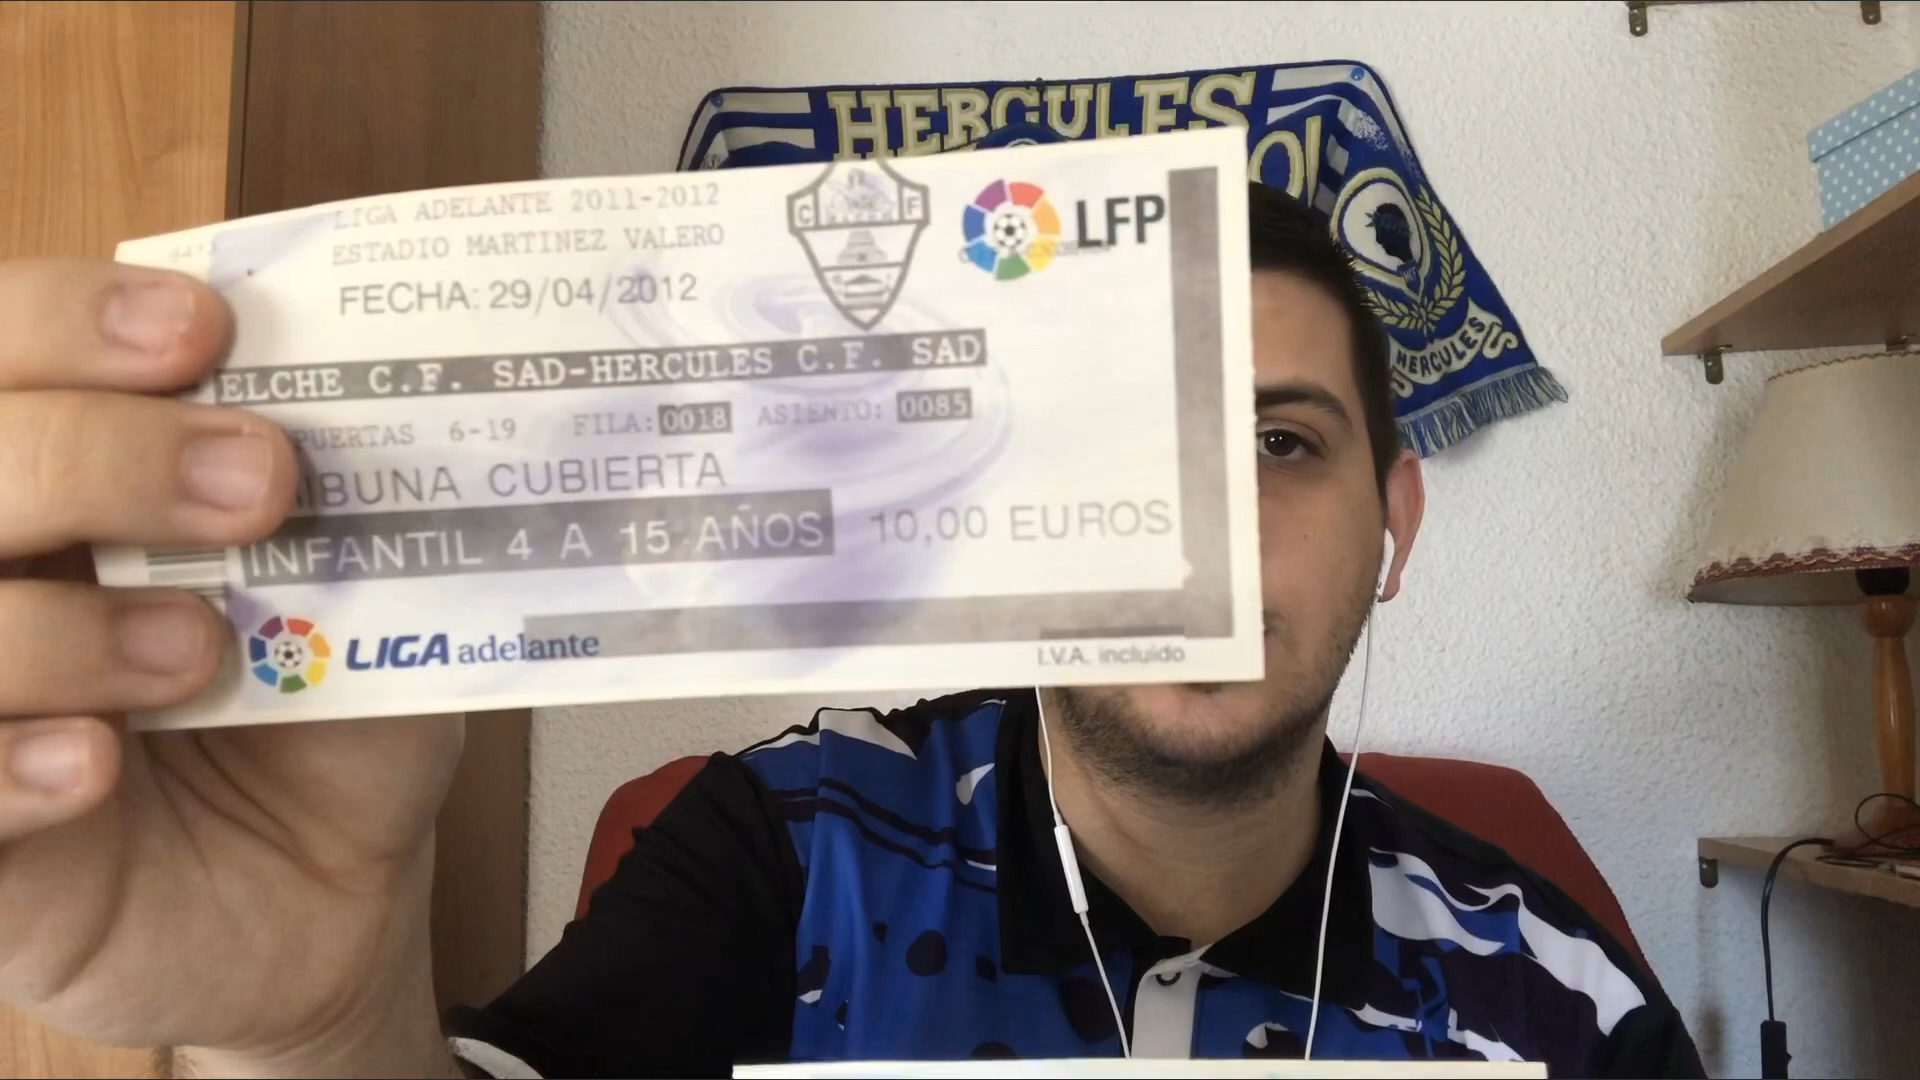 HERCULES
LIGA ADELANTE 2011-2012
ESTADIO MARTINEZ VALERO
FECHA: 29/04/2012
C F
LFP
ELCHE C.F. SAD-HERCULES C.F. SAD
PUERTAS 6-19 FILA: 0018 ASIENTO: 0085
CUBIERTA
INFANTIL 4 A 15 AÑOS 10,00 EUROS
LIGA adelante
I.V.A. incluido
HERCULES